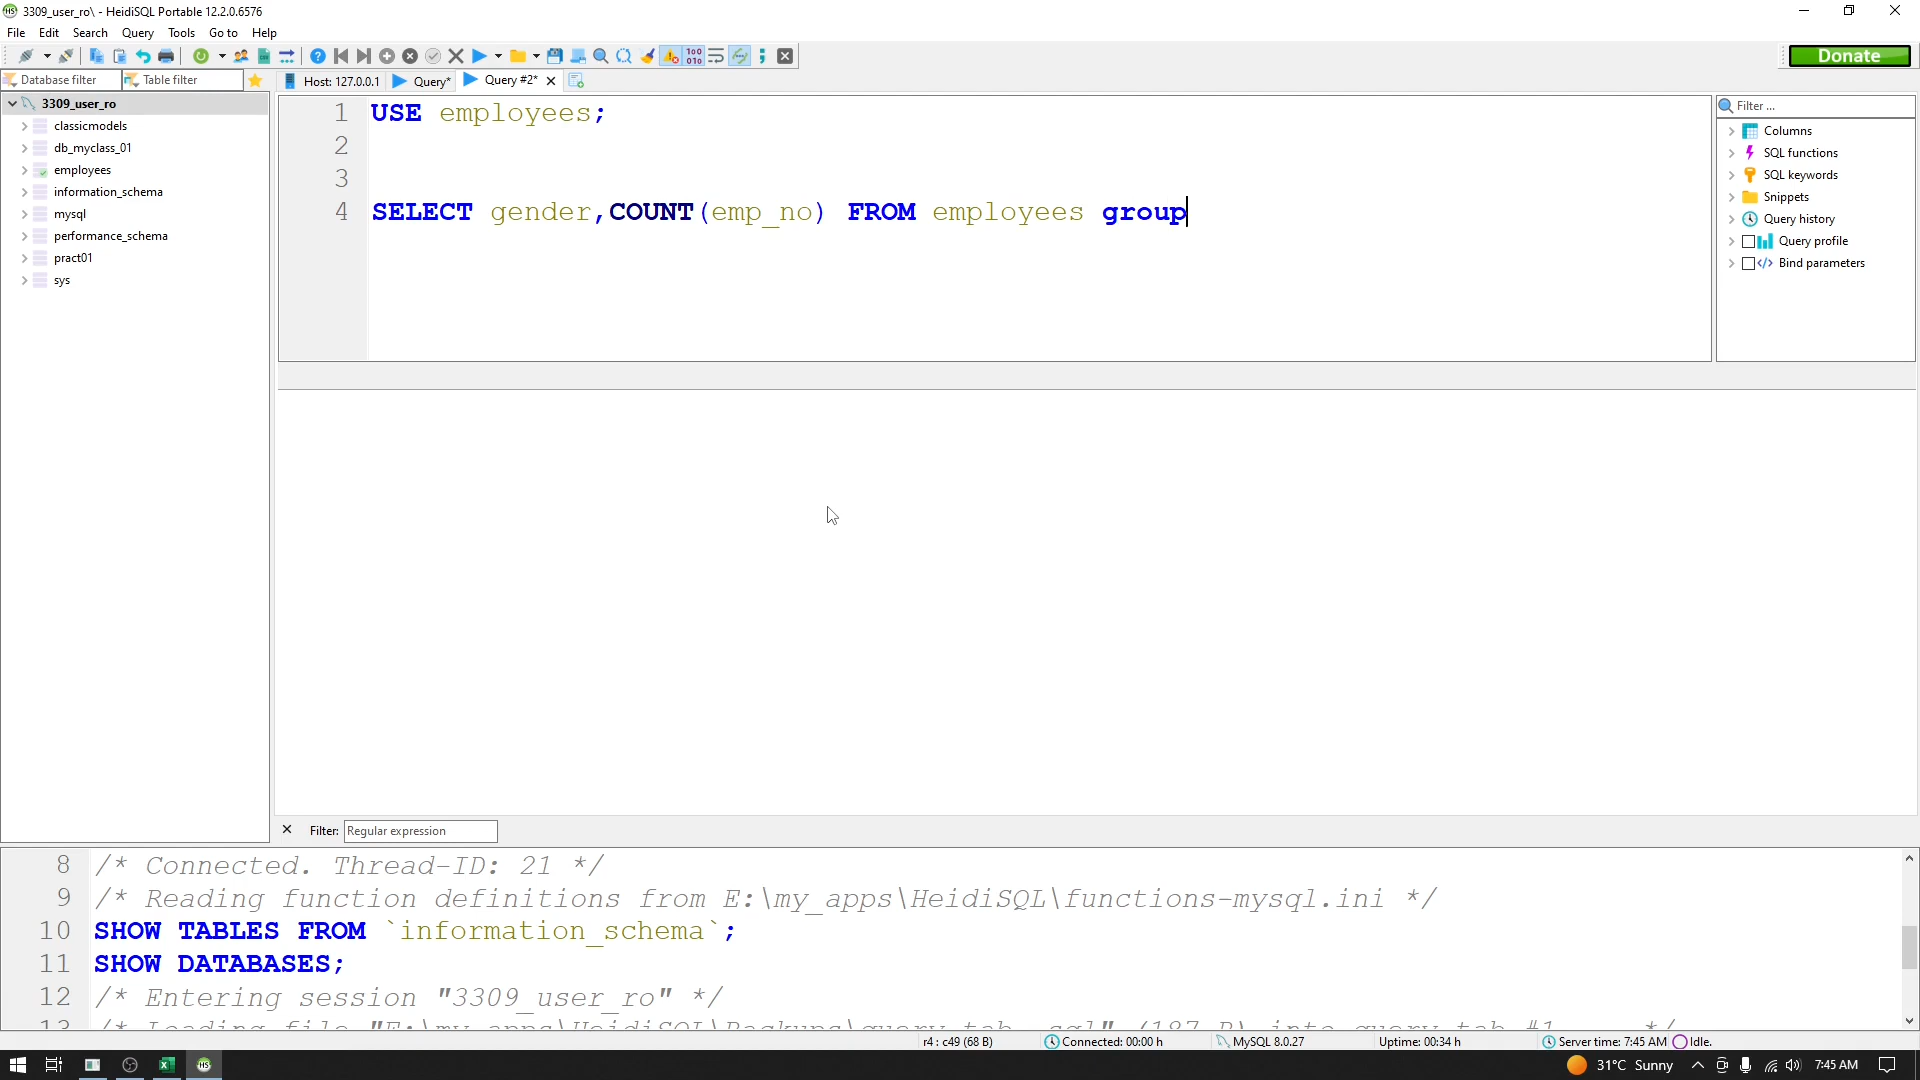 3309_user_ro\ - HeidiSQL Portable 12.2.0.6576
File Edit Search Query Tools Go to Help
Donate
Database filter Table filter Host: 127.0.0.1 Query* Query #2*
3309_user_ro
classicmodels
db_myclass_01
employees
information_schema
mysql
performance_schema
pract01
sys
1 USE employees;
2
3
4 SELECT gender,COUNT(emp_no) FROM employees group
Filter ...
Columns
SQL functions
SQL keywords
Snippets
Query history
Query profile
Bind parameters
Filter: Regular expression
8 /* Connected. Thread-ID: 21 */
9 /* Reading function definitions from E:\my_apps\HeidiSQL\functions-mysql.ini */
10 SHOW TABLES FROM `information_schema`;
11 SHOW DATABASES;
12 /* Entering session "3309_user_ro" */
r4 : c49 (68 B) Connected: 00:00 h MySQL 8.0.27 Uptime: 00:34 h Server time: 7:45 AM Idle.
31°C Sunny 7:45 AM